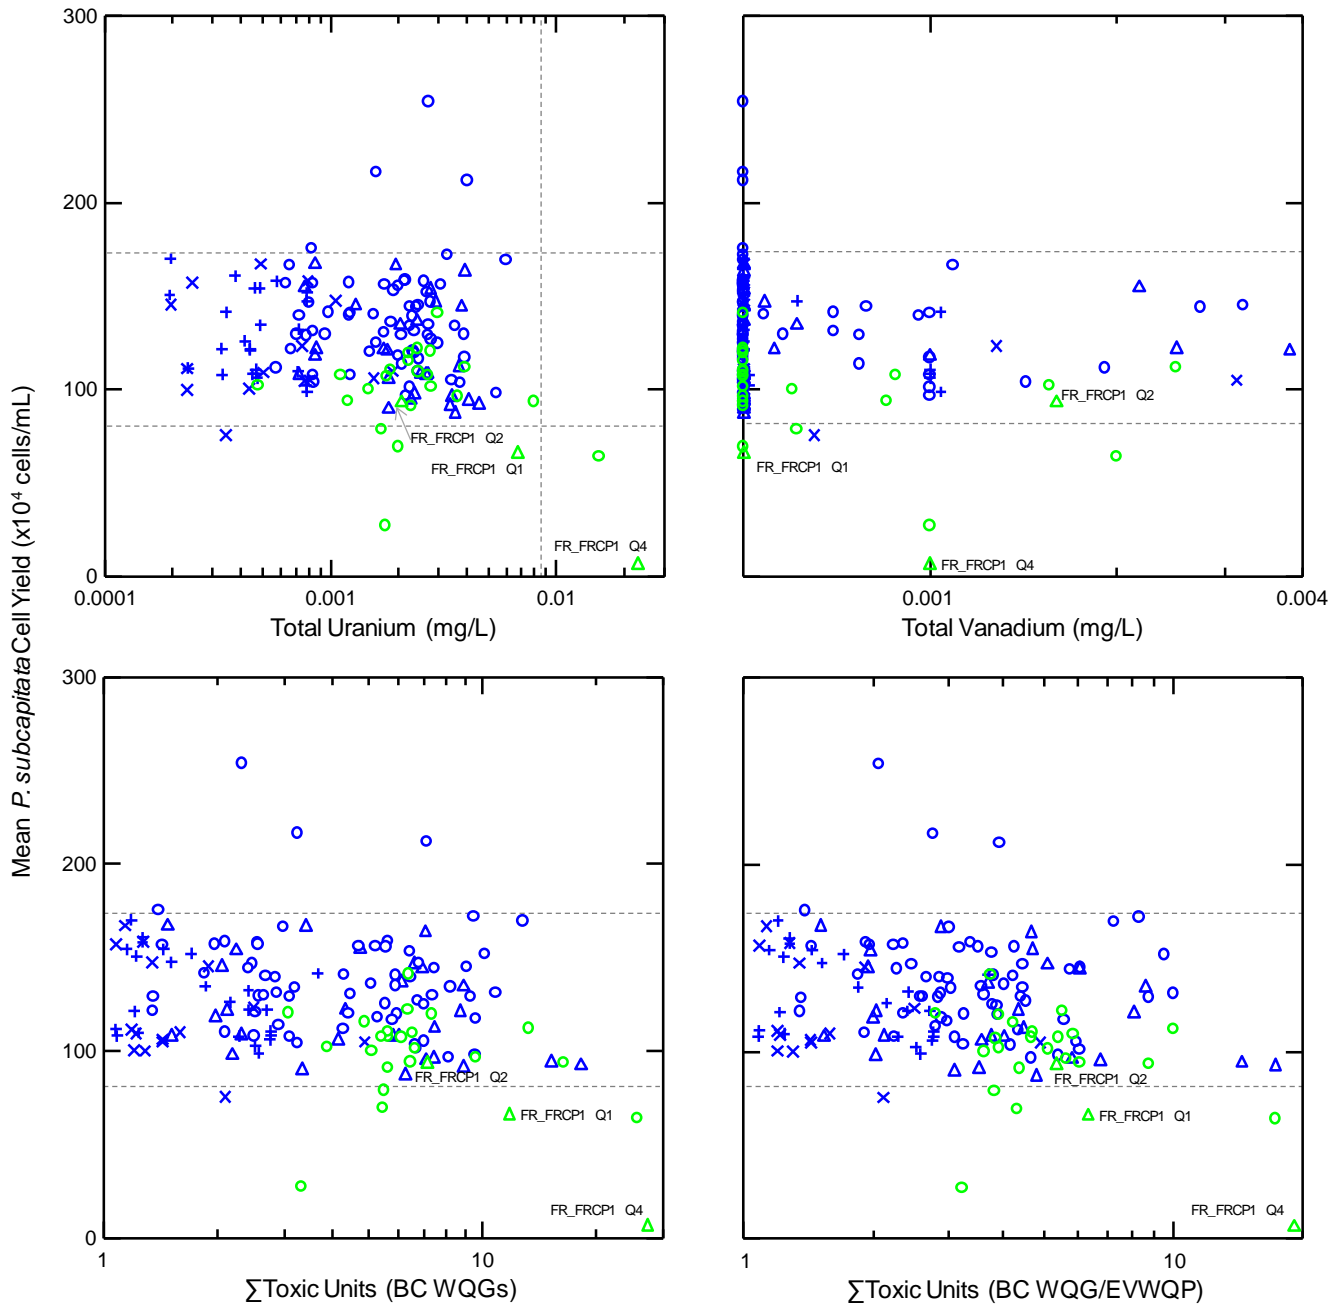 Mean P. subcapitata Cell Yield (x10⁴ cells/mL)
300
200
100
0
FR_FRCP1 Q2
FR_FRCP1 Q1
FR_FRCP1 Q4
0.0001
0.001
0.01
Total Uranium (mg/L)
FR_FRCP1 Q2
FR_FRCP1 Q1
FR_FRCP1 Q4
0.001
0.004
Total Vanadium (mg/L)
300
200
100
0
FR_FRCP1 Q2
FR_FRCP1 Q1
FR_FRCP1 Q4
1
10
∑Toxic Units (BC WQGs)
FR_FRCP1 Q2
FR_FRCP1 Q1
FR_FRCP1 Q4
1
10
∑Toxic Units (BC WQG/EVWQP)